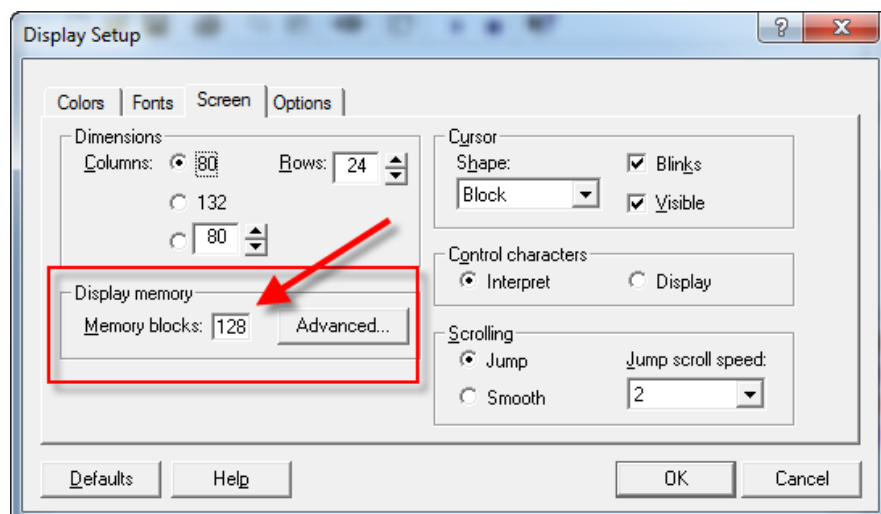 Display Setup
Colors Fonts Screen Options
Dimensions
Columns: 80 Rows: 24
132
80
Display memory
Memory blocks: 128 Advanced...
Cursor
Shape: Blinks
Block Visible
Control characters
Interpret Display
Scrolling
Jump Jump scroll speed:
Smooth 2
Defaults Help OK Cancel